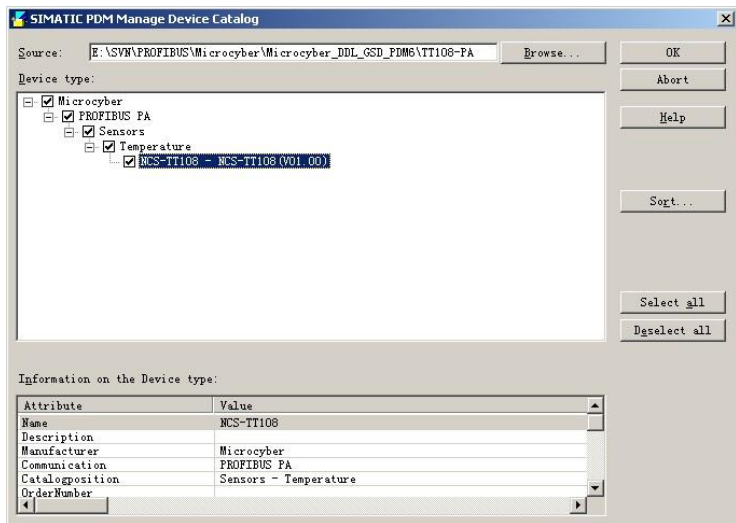 SIMATIC PDM Manage Device Catalog
Source: E:\SVN\PROFIBUS\Microcyber\Microcyber_DDL_GSD_PDM6\TT108-PA Browse... OK
Device type: Abort
Microcyber
PROFIBUS PA Help
Sensors
Temperature
NCS-TT108 - NCS-TT108(V01.00)
Sort...
Select all
Deselect all
Information on the Device type:
Attribute Value
Name NCS-TT108
Description
Manufacturer Microcyber
Communication PROFIBUS PA
Catalogposition Sensors - Temperature
OrderNumber